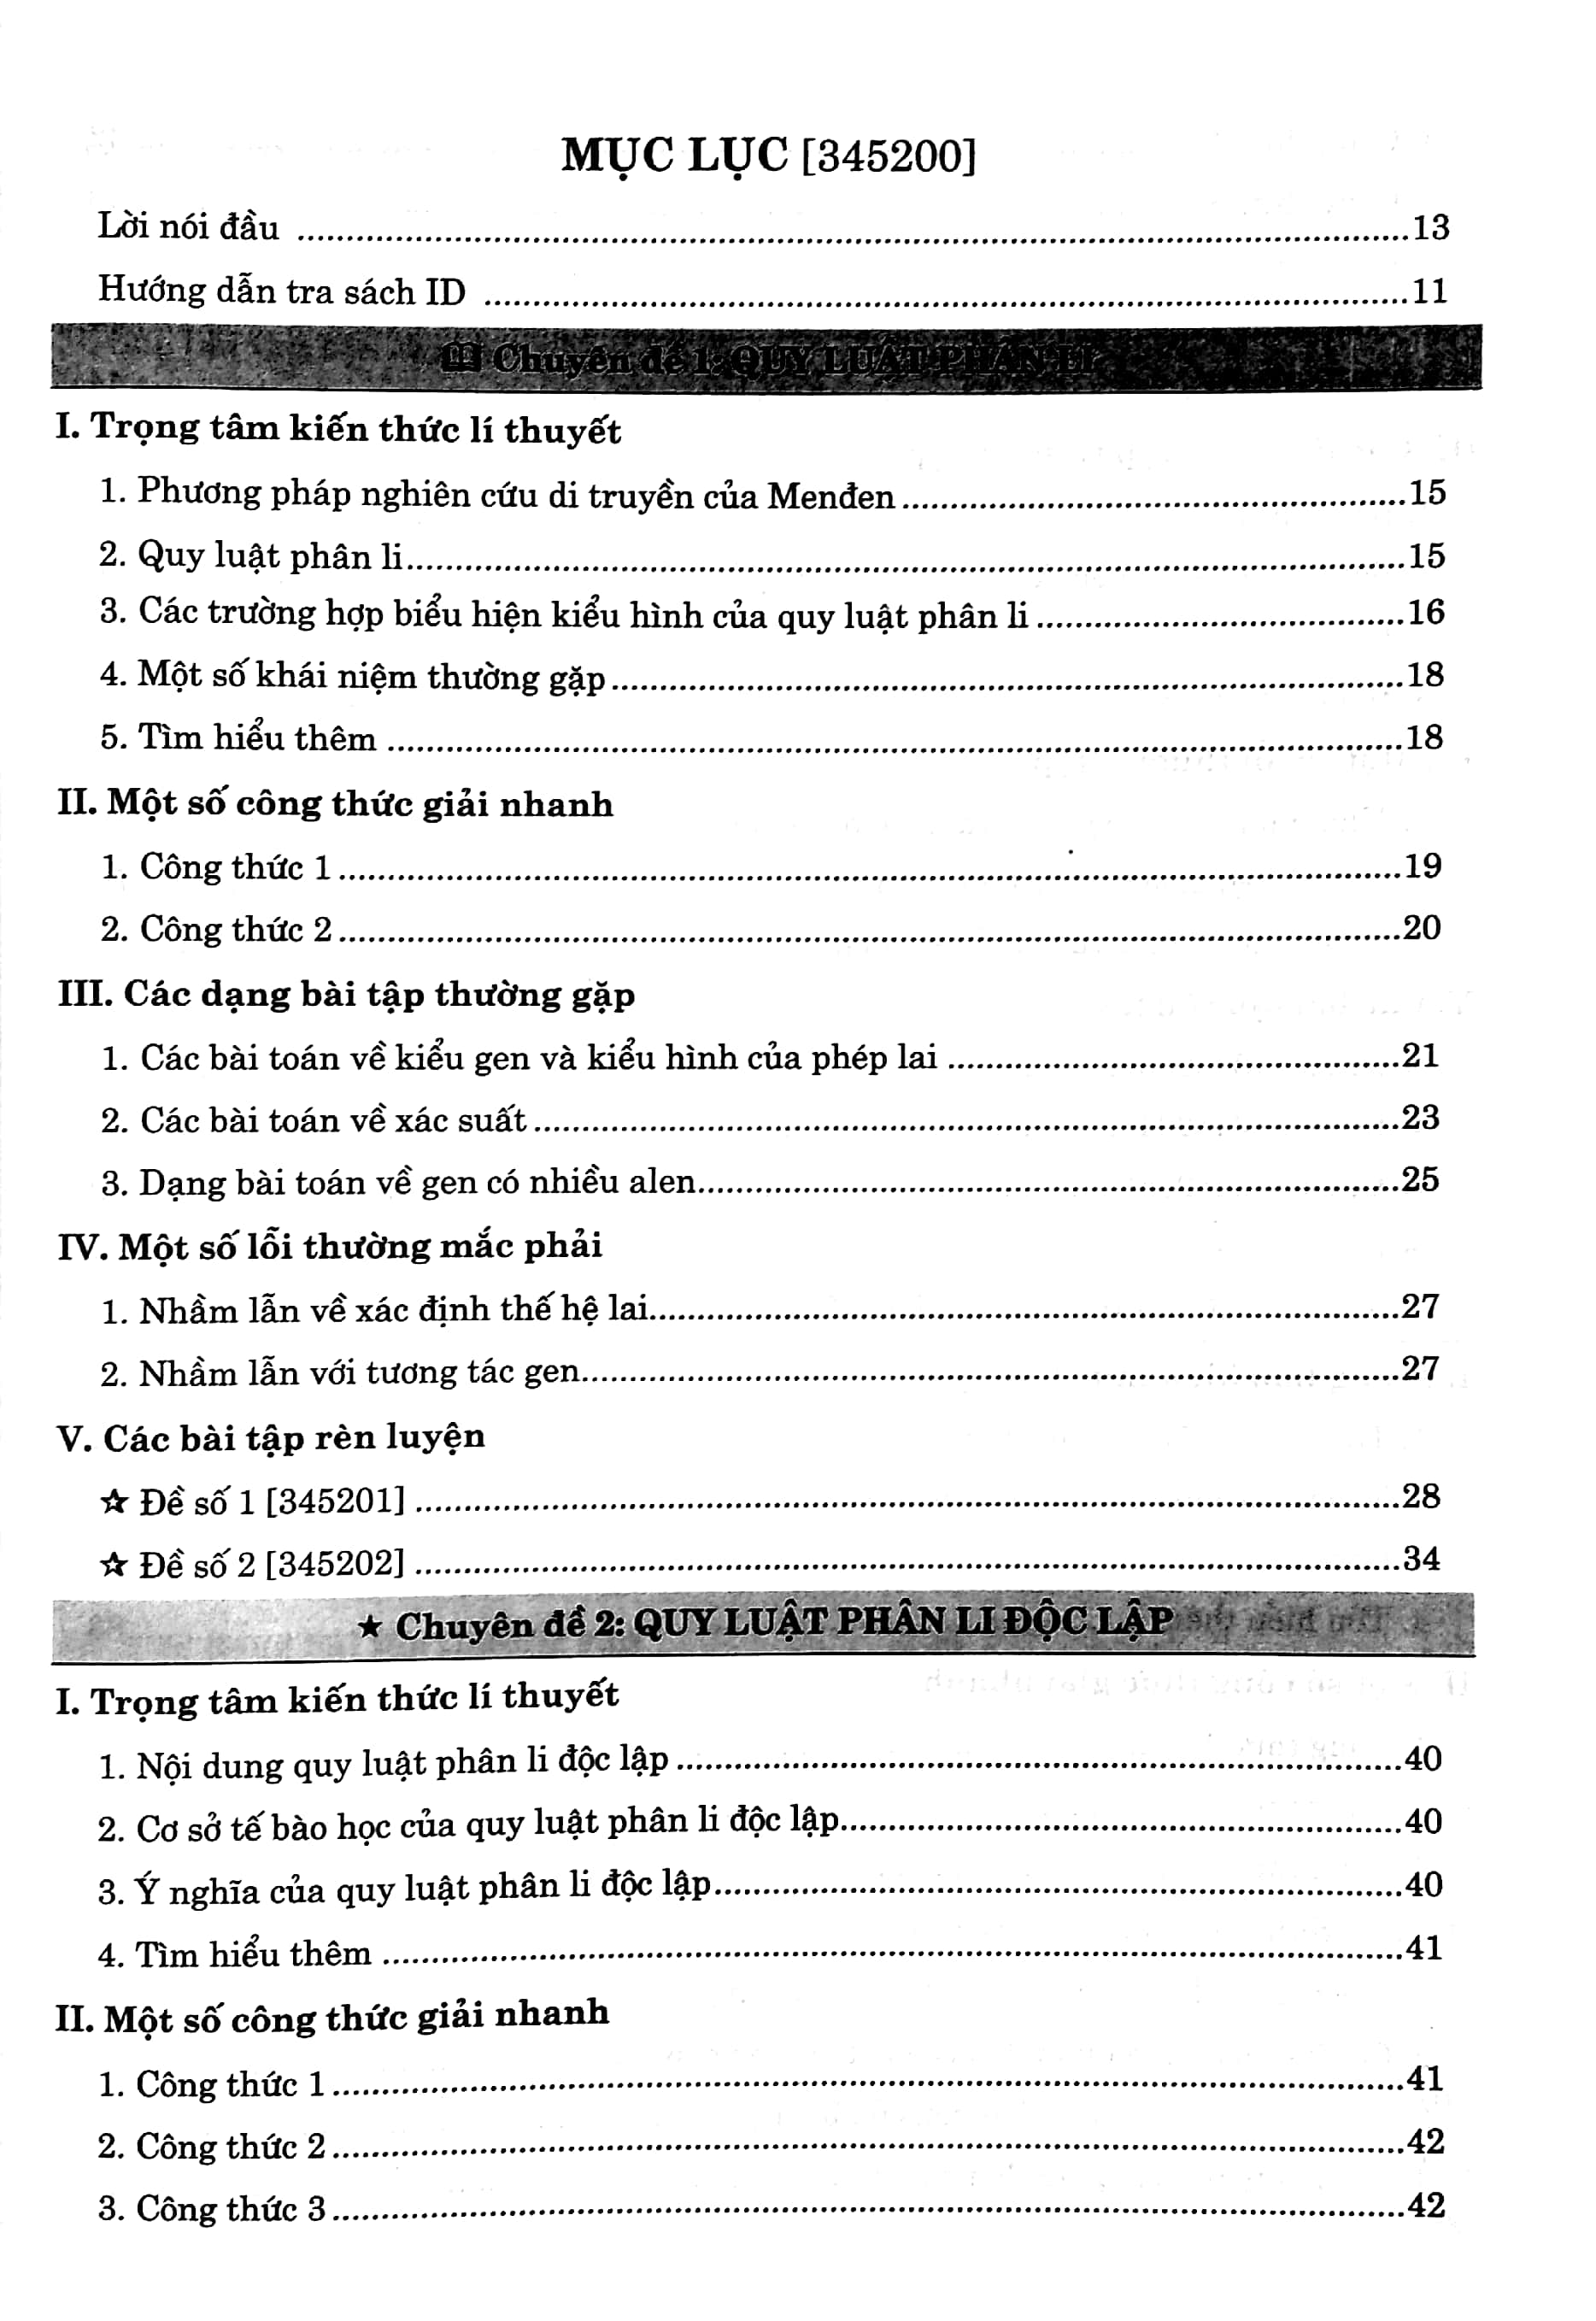 MỤC LỤC [345200]
Lời nói đầu ........................13
Hướng dẫn tra sách ID ........................11
Chuyên đề 1: QUY LUẬT PHÂN LI
I. Trọng tâm kiến thức lí thuyết
1. Phương pháp nghiên cứu di truyền của Menđen........................15
2. Quy luật phân li........................15
3. Các trường hợp biểu hiện kiểu hình của quy luật phân li ........................16
4. Một số khái niệm thường gặp........................18
5. Tìm hiểu thêm ........................18
II. Một số công thức giải nhanh
1. Công thức 1........................19
2. Công thức 2........................20
III. Các dạng bài tập thường gặp
1. Các bài toán về kiểu gen và kiểu hình của phép lai ........................21
2. Các bài toán về xác suất........................23
3. Dạng bài toán về gen có nhiều alen........................25
IV. Một số lỗi thường mắc phải
1. Nhầm lẫn về xác định thế hệ lai........................27
2. Nhầm lẫn với tương tác gen........................27
V. Các bài tập rèn luyện
☆ Đề số 1 [345201] ........................28
☆ Đề số 2 [345202] ........................34
★ Chuyên đề 2: QUY LUẬT PHÂN LI ĐỘC LẬP
I. Trọng tâm kiến thức lí thuyết
1. Nội dung quy luật phân li độc lập ........................40
2. Cơ sở tế bào học của quy luật phân li độc lập........................40
3. Ý nghĩa của quy luật phân li độc lập........................40
4. Tìm hiểu thêm ........................41
II. Một số công thức giải nhanh
1. Công thức 1........................41
2. Công thức 2........................42
3. Công thức 3........................42